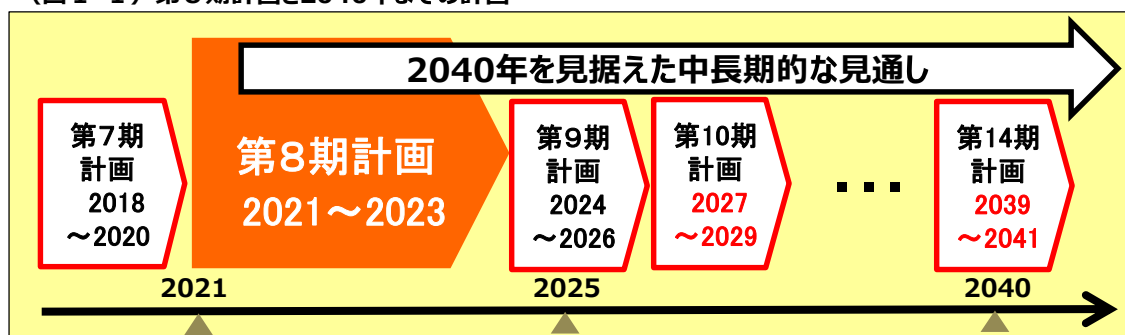 2040年を見据えた中長期的な見通し
第７期
計画
2018
～2020
第８期計画
2021～2023
第９期
計画
2024
～2026
第10期
計画
2027
～2029
・・・
第14期
計画
2039
～2041
2021
2025
2040